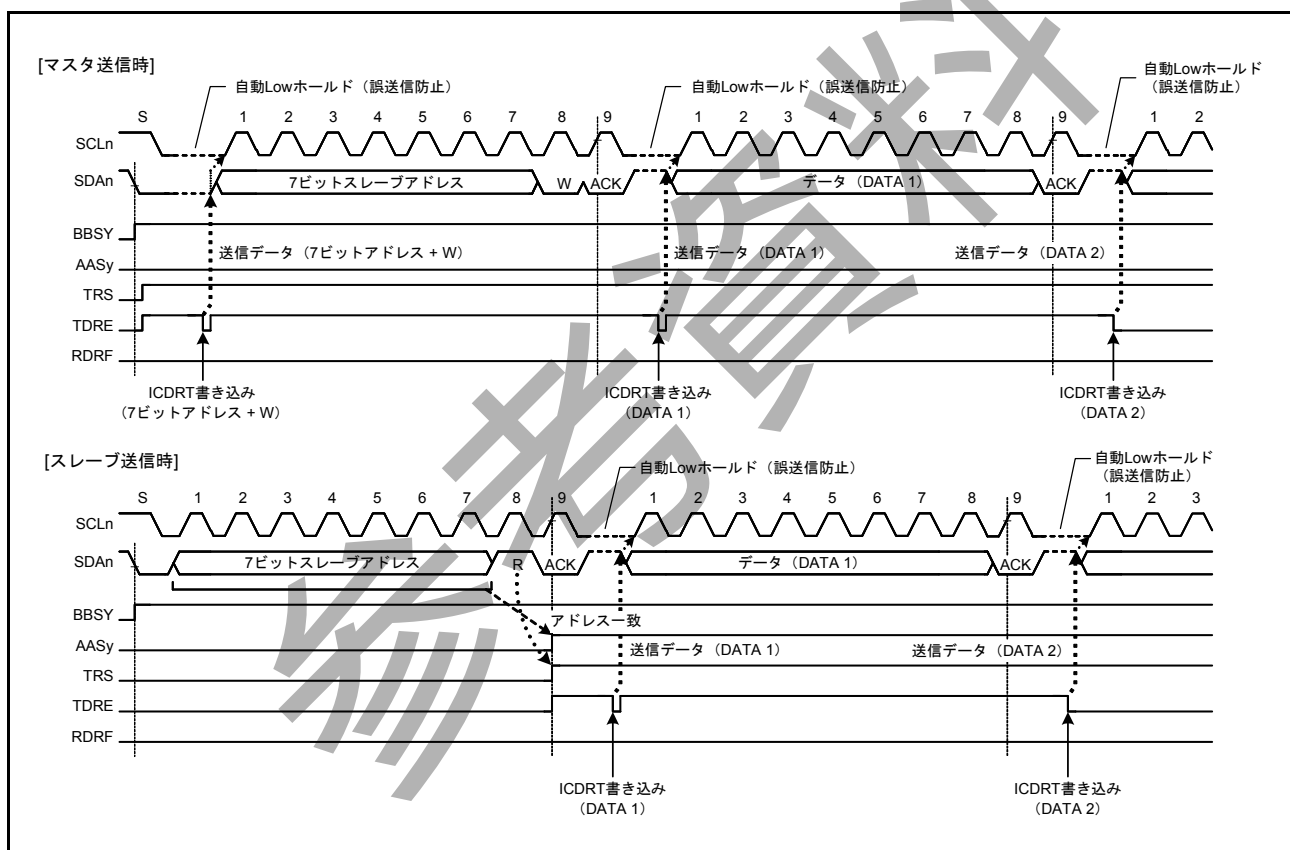 [マスタ送信時]
自動Lowホールド（誤送信防止）
自動Lowホールド（誤送信防止）
自動Lowホールド
（誤送信防止）
S 1 2 3 4 5 6 7 8 9 1 2 3 4 5 6 7 8 9 1 2
SCLn
SDAn 7ビットスレーブアドレス W ACK データ（DATA 1） ACK
BBSY
送信データ（7ビットアドレス + W） 送信データ（DATA 1） 送信データ（DATA 2）
AASy
TRS
TDRE
RDRF
ICDRT書き込み
（7ビットアドレス + W）
ICDRT書き込み
（DATA 1）
ICDRT書き込み
（DATA 2）
[スレーブ送信時]
自動Lowホールド（誤送信防止）
自動Lowホールド
（誤送信防止）
S 1 2 3 4 5 6 7 8 9 1 2 3 4 5 6 7 8 9 1 2 3
SCLn
SDAn 7ビットスレーブアドレス R ACK データ（DATA 1） ACK
BBSY
アドレス一致
AASy
送信データ（DATA 1） 送信データ（DATA 2）
TRS
TDRE
RDRF
ICDRT書き込み
（DATA 1）
ICDRT書き込み
（DATA 2）
参考資料